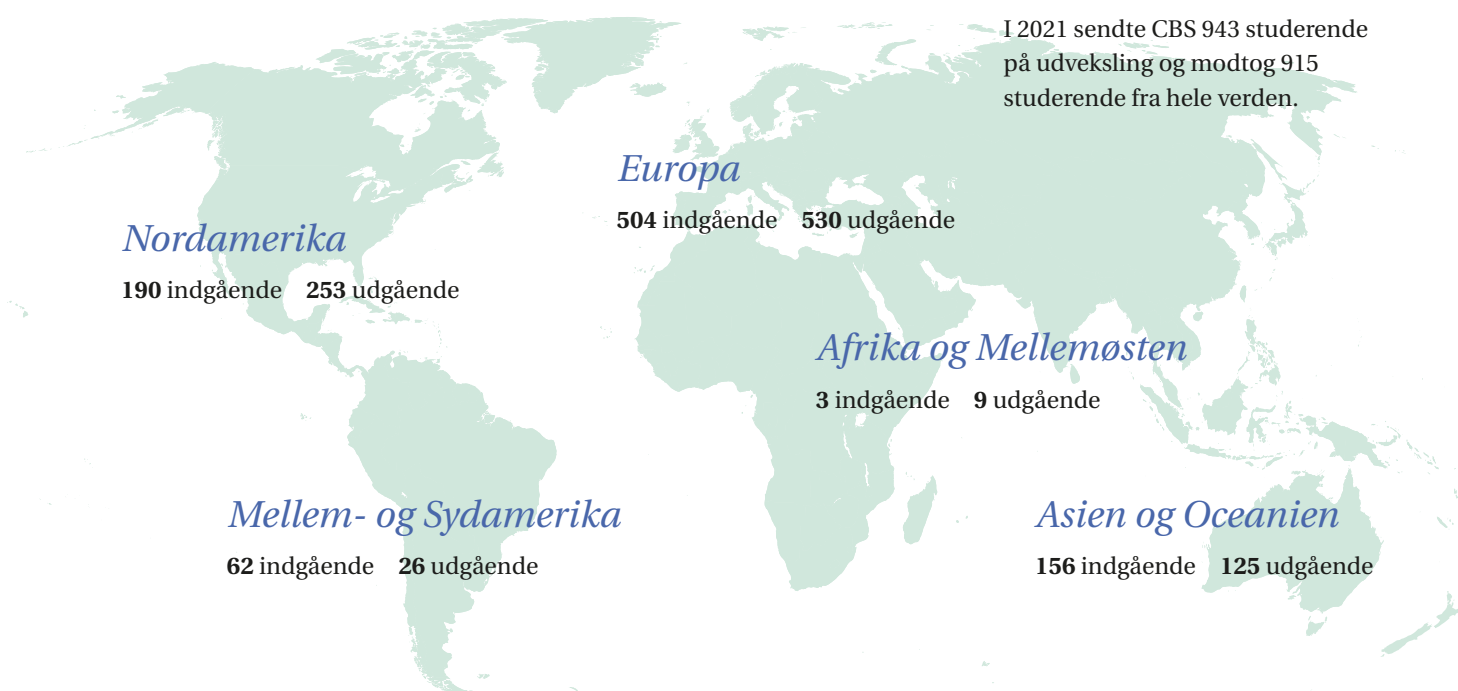 I 2021 sendte CBS 943 studerende
på udveksling og modtog 915
studerende fra hele verden.
Europa
504 indgående 530 udgående
Nordamerika
190 indgående 253 udgående
Afrika og Mellemøsten
3 indgående 9 udgående
Mellem- og Sydamerika
62 indgående 26 udgående
Asien og Oceanien
156 indgående 125 udgående